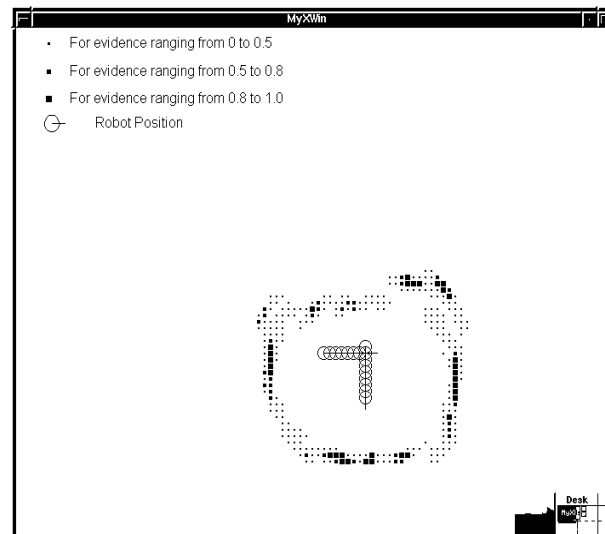 MyXWin
For evidence ranging from 0 to 0.5
For evidence ranging from 0.5 to 0.8
For evidence ranging from 0.8 to 1.0
Robot Position
Desk